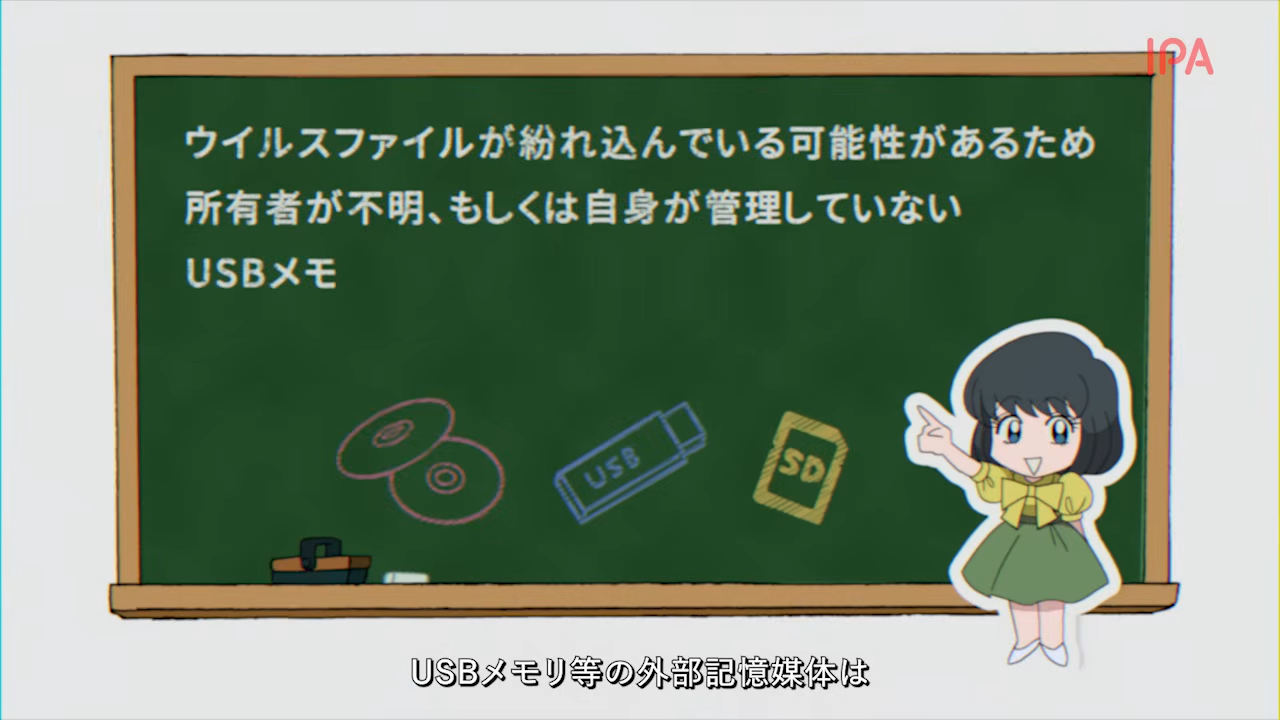 IPA
ウイルスファイルが紛れ込んでいる可能性があるため
所有者が不明、もしくは自身が管理していない
USBメモ
USB
SD
USBメモリ等の外部記憶媒体は